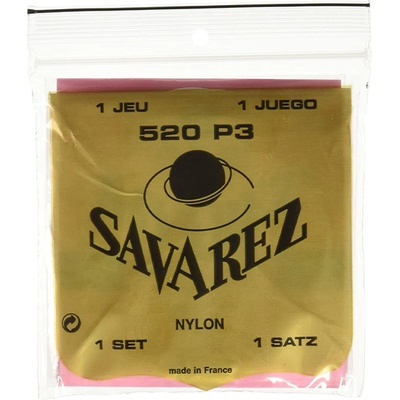 1 JEU 1 JUEGO
520 P3
SAVAREZ
NYLON
1 SET 1 SATZ
made in France